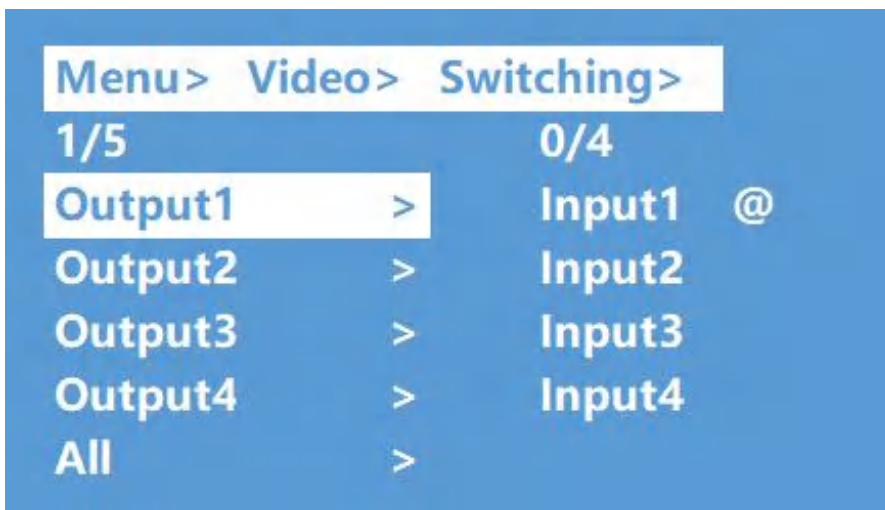 Menu> Video> Switching>
1/5 0/4
Output1 > Input1 @
Output2 > Input2
Output3 > Input3
Output4 > Input4
All >